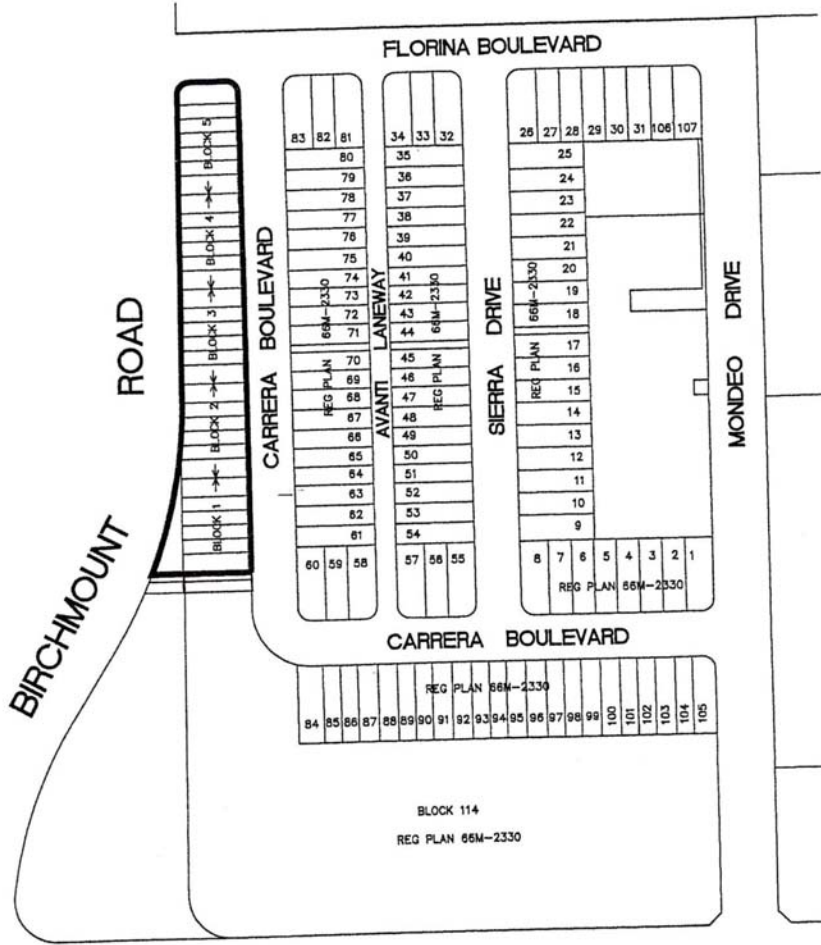 FLORINA BOULEVARD
BIRCHMOUNT ROAD
BLOCK 5
BLOCK 4
BLOCK 3
BLOCK 2
BLOCK 1
CARRERA BOULEVARD
83 82 81
80
79
78
77
76
75
74
73
72
71
70
69
68
67
66
65
64
63
62
61
60 59 58
REG PLAN 66M-2330
AVANTI LANEWAY
34 33 32
35
36
37
38
39
40
41
42
43
44
45
46
47
48
49
50
51
52
53
54
57 56 55
REG PLAN 66M-2330
SIERRA DRIVE
26 27 28 29 30 31 106 107
25
24
23
22
21
20
19
18
17
16
15
14
13
12
11
10
9
REG PLAN 66M-2330
8 7 6 5 4 3 2 1
REG PLAN 66M-2330
MONDEO DRIVE
CARRERA BOULEVARD
REG PLAN 66M-2330
84 85 86 87 88 89 90 91 92 93 94 95 96 97 98 99 100 101 102 103 104 105
BLOCK 114
REG PLAN 66M-2330